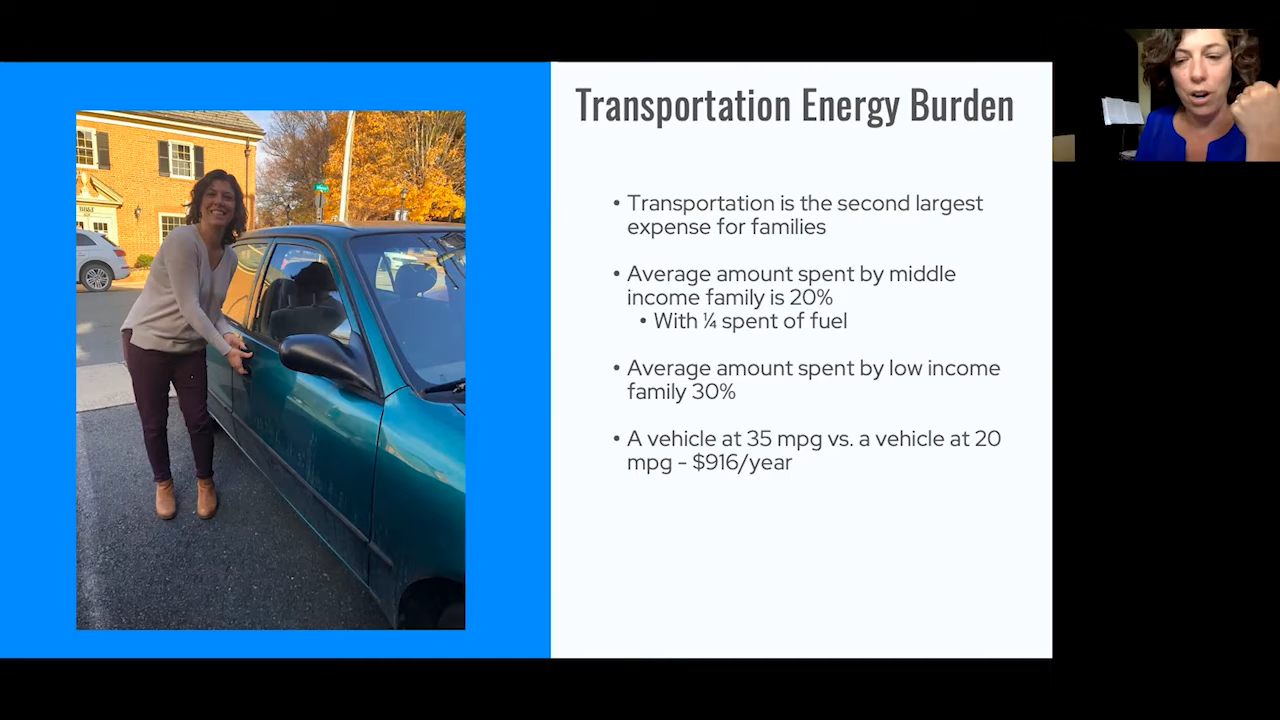 Transportation Energy Burden
• Transportation is the second largest
expense for families
• Average amount spent by middle
income family is 20%
• With ¼ spent of fuel
• Average amount spent by low income
family 30%
• A vehicle at 35 mpg vs. a vehicle at 20
mpg - $916/year